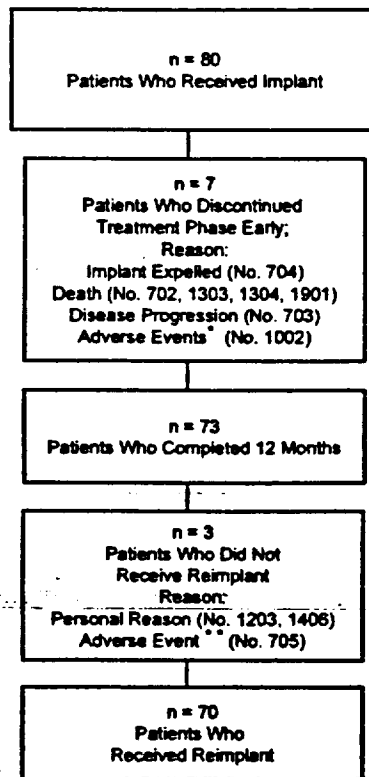 n = 80
Patients Who Received Implant
n = 7
Patients Who Discontinued
Treatment Phase Early;
Reason:
Implant Expelled (No. 704)
Death (No. 702, 1303, 1304, 1901)
Disease Progression (No. 703)
Adverse Events* (No. 1002)
n = 73
Patients Who Completed 12 Months
n = 3
Patients Who Did Not
Receive Reimplant
Reason:
Personal Reason (No. 1203, 1406)
Adverse Event ** (No. 705)
n = 70
Patients Who
Received Reimplant